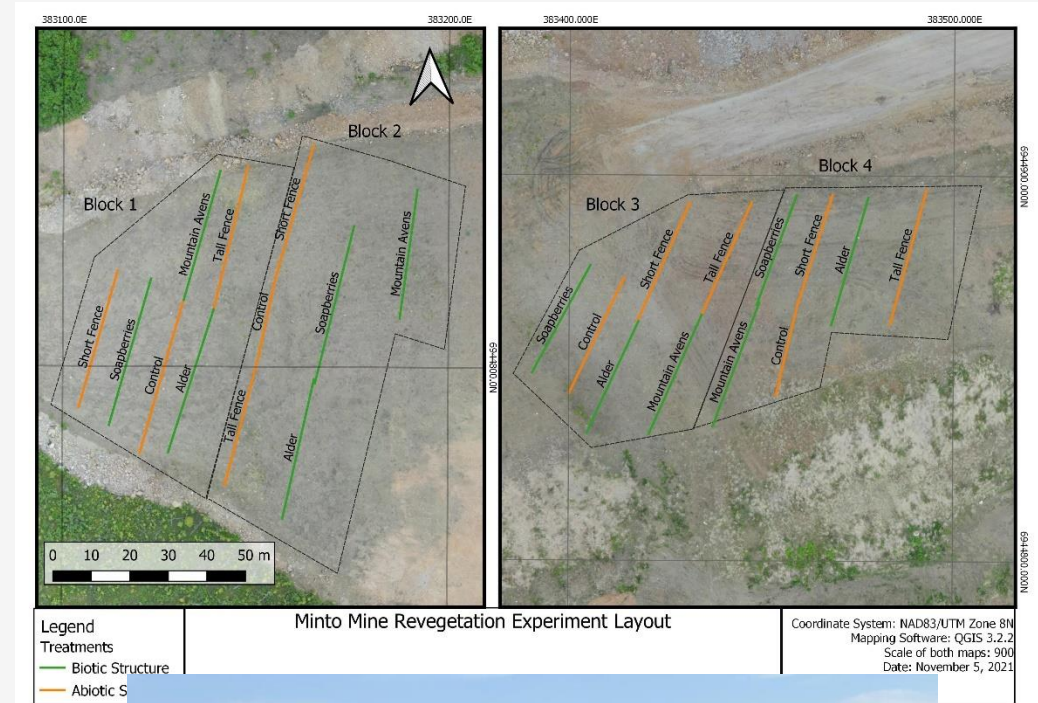 383100.0E
383200.0E
383400.000E
383500.000E
Block 1
Block 2
Short Fence
Soapberries
Control
Mountain Avens
Alder
Tall Fence
Short Fence
Control
Tall Fence
Soapberries
Alder
Mountain Avens
6944800.0N
0 10 20 30 40 50 m
Block 3
Block 4
Soapberries
Control
Short Fence
Alder
Tall Fence
Mountain Avens
Soapberries
Mountain Avens
Short Fence
Control
Alder
Tall Fence
6944900.000N
6944800.000N
Legend
Treatments
Biotic Structure
Abiotic S
Minto Mine Revegetation Experiment Layout
Coordinate System: NAD83/UTM Zone 8N
Mapping Software: QGIS 3.2.2
Scale of both maps: 900
Date: November 5, 2021